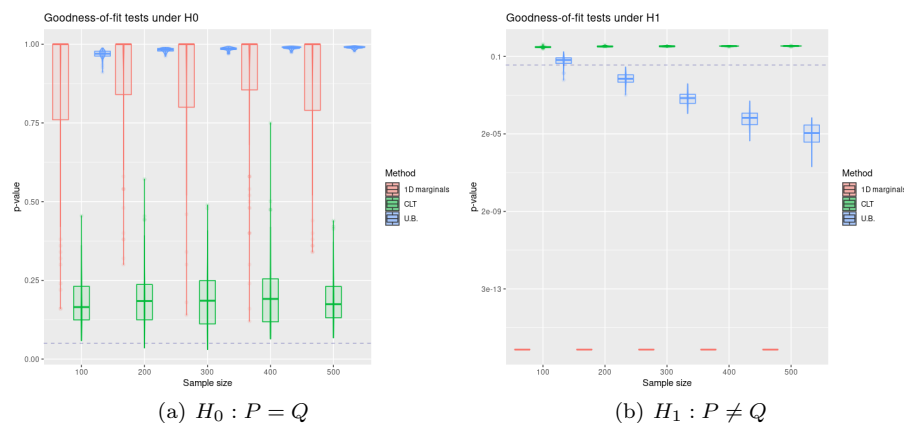 Goodness-of-fit tests under H0
1.00
0.75
0.50
0.25
0.00
p-value
100
200
300
400
500
Sample size
Method
1D marginals
CLT
U.B.
(a) H₀ : P = Q
Goodness-of-fit tests under H1
0.1
2e-05
2e-09
3e-13
p-value
100
200
300
400
500
Sample size
Method
1D marginals
CLT
U.B.
(b) H₁ : P ≠ Q